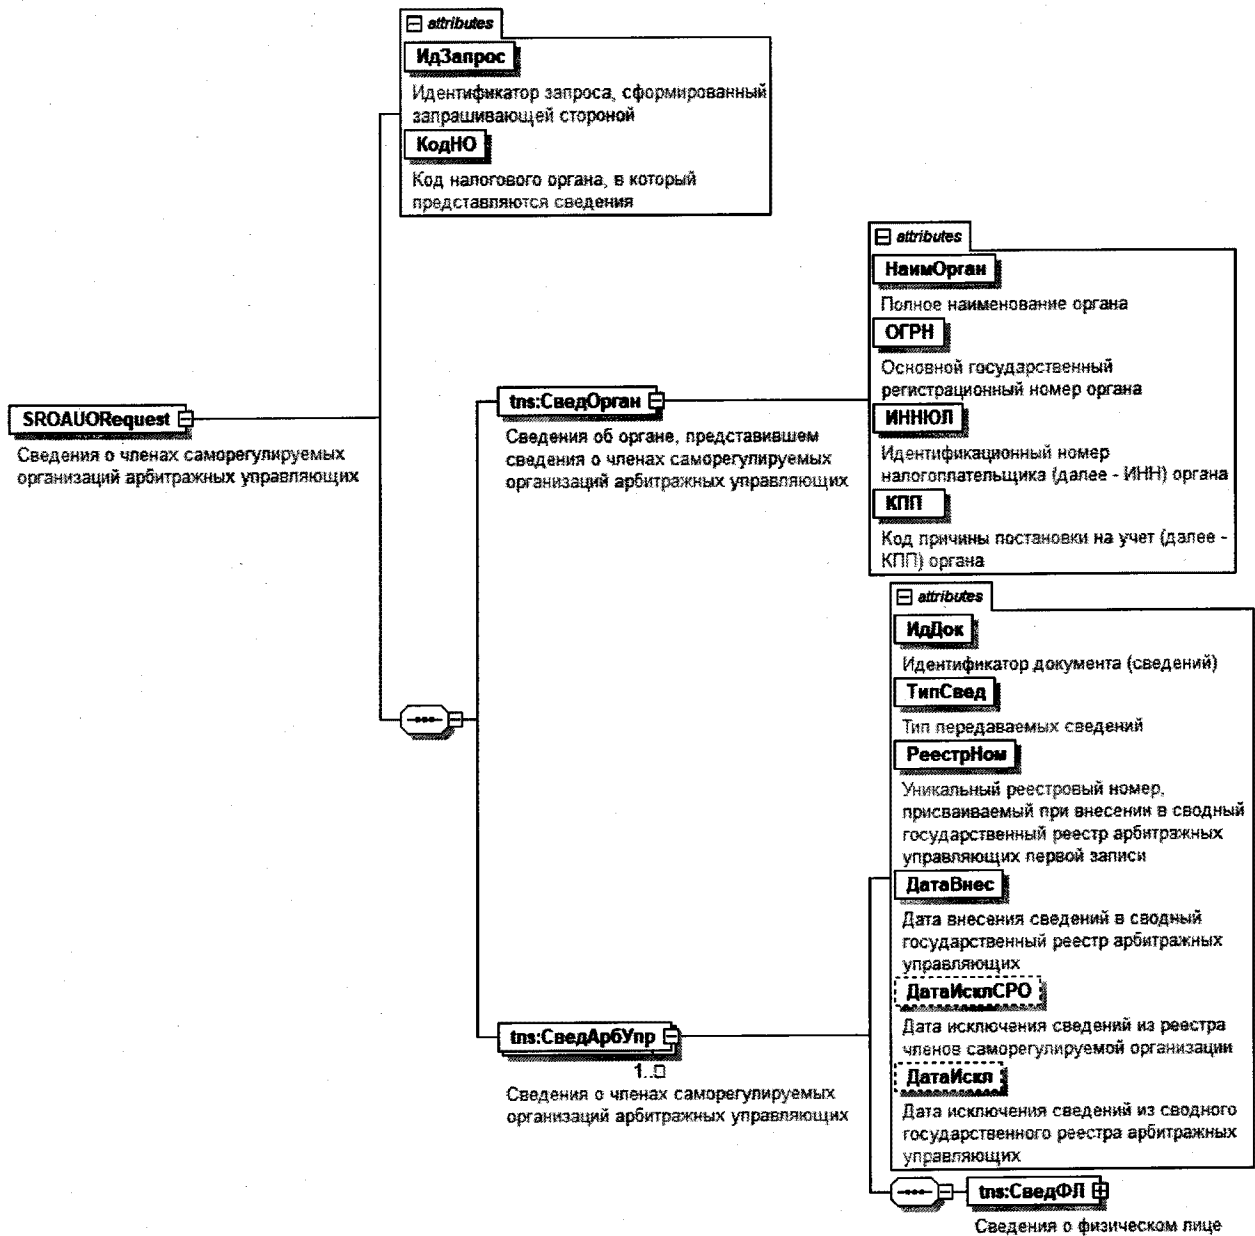 attributes
ИдЗапрос
Идентификатор запроса, сформированный
запрашивающей стороной
КодНО
Код налогового органа, в который
представляются сведения
SROAUORequest
Сведения о членах саморегулируемых
организаций арбитражных управляющих
tns:СведОрган
Сведения об органе, представившем
сведения о членах саморегулируемых
организаций арбитражных управляющих
attributes
НаимОрган
Полное наименование органа
ОГРН
Основной государственный
регистрационный номер органа
ИННЮЛ
Идентификационный номер
налогоплательщика (далее - ИНН) органа
КПП
Код причины постановки на учет (далее -
КПП) органа
tns:СведАрбУпр
1..
Сведения о членах саморегулируемых
организаций арбитражных управляющих
attributes
ИдДок
Идентификатор документа (сведений)
ТипСвед
Тип передаваемых сведений
РеестрНом
Уникальный реестровый номер,
присваиваемый при внесении в сводный
государственный реестр арбитражных
управляющих первой записи
ДатаВнес
Дата внесения сведений в сводный
государственный реестр арбитражных
управляющих
ДатаИсклСРО
Дата исключения сведений из реестра
членов саморегулируемой организации
ДатаИскл
Дата исключения сведений из сводного
государственного реестра арбитражных
управляющих
tns:СведФЛ
Сведения о физическом лице